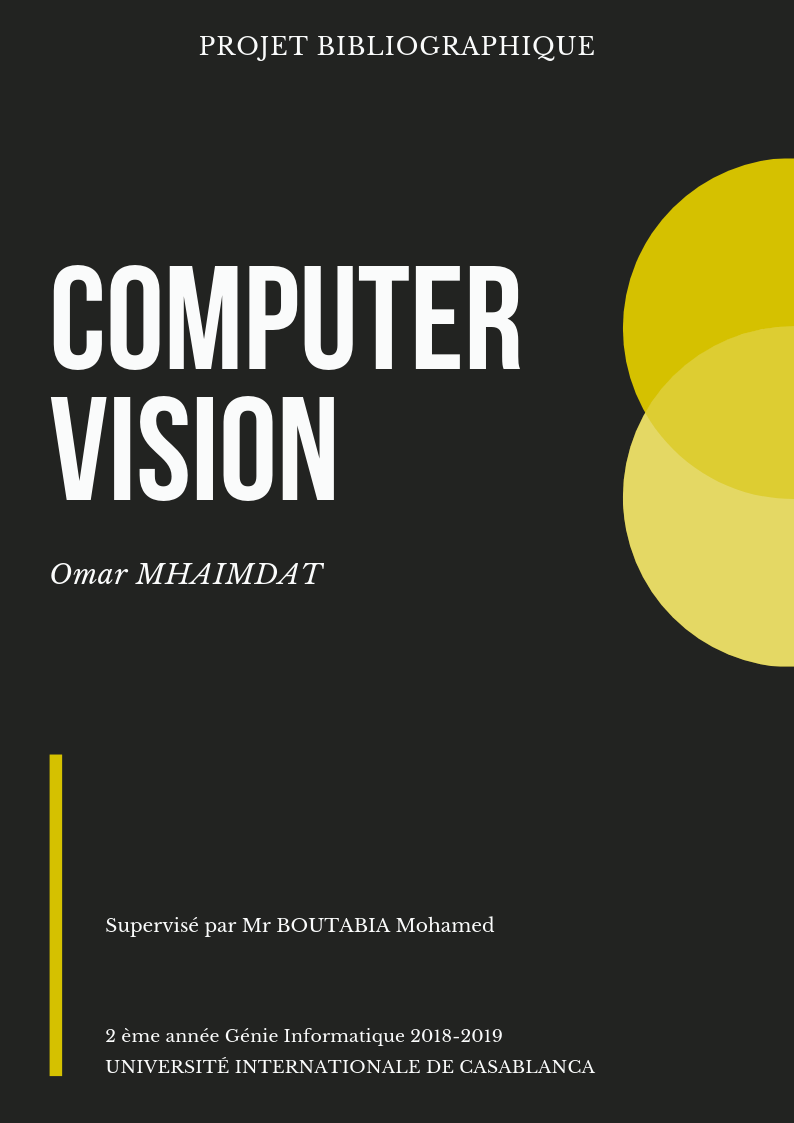 PROJET BIBLIOGRAPHIQUE
COMPUTER
VISION
Omar MHAIMDAT
Supervisé par Mr BOUTABIA Mohamed
2 ème année Génie Informatique 2018-2019
UNIVERSITÉ INTERNATIONALE DE CASABLANCA